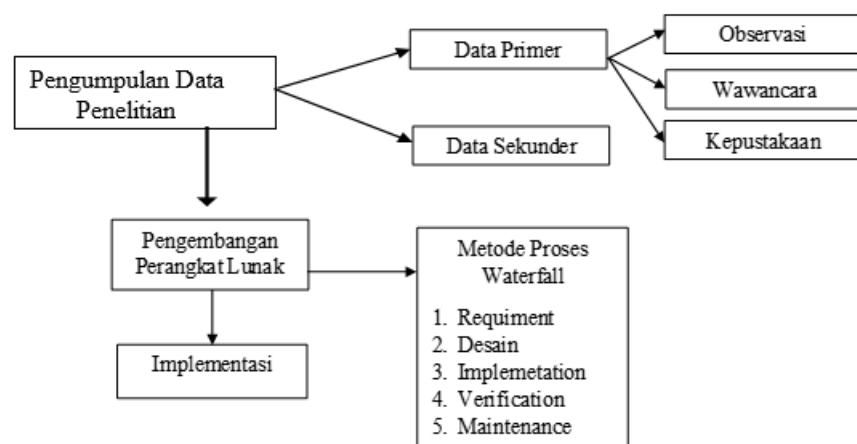 Pengumpulan Data
Penelitian
Data Primer
Data Sekunder
Observasi
Wawancara
Kepustakaan
Pengembangan
Perangkat Lunak
Implementasi
Metode Proses
Waterfall
1. Requiment
2. Desain
3. Implemetation
4. Verification
5. Maintenance